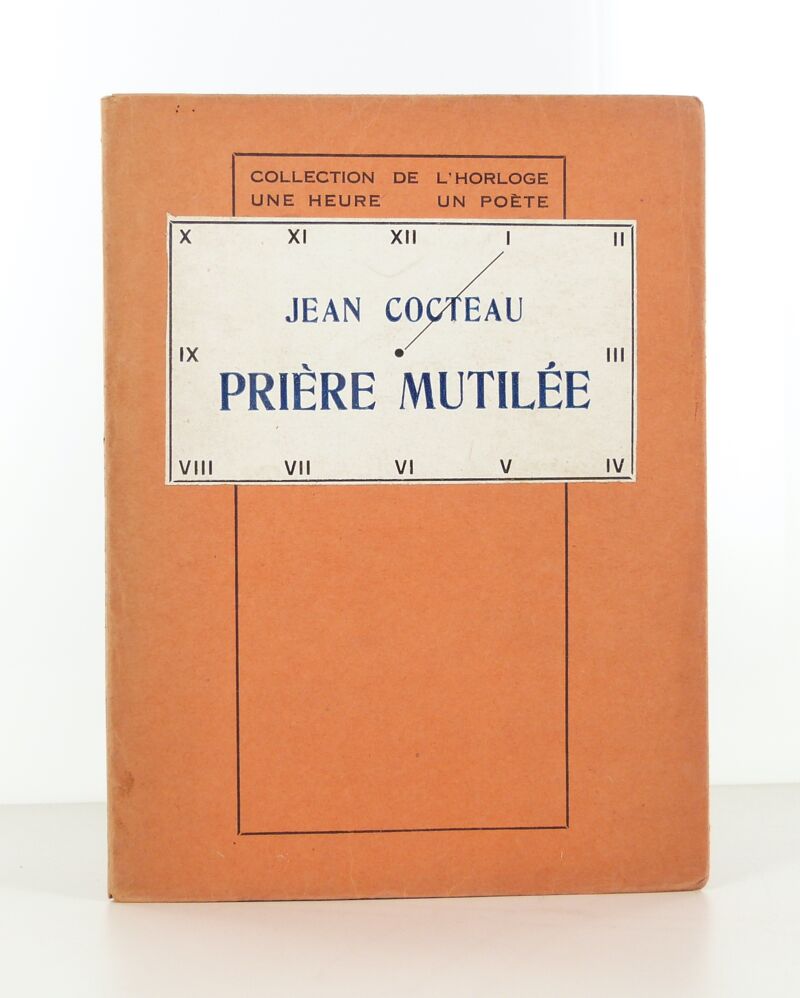 COLLECTION DE L'HORLOGE
UNE HEURE UN POÈTE
X XI XII I II
JEAN COCTEAU
IX III
PRIÈRE MUTILÉE
VIII VII VI V IV